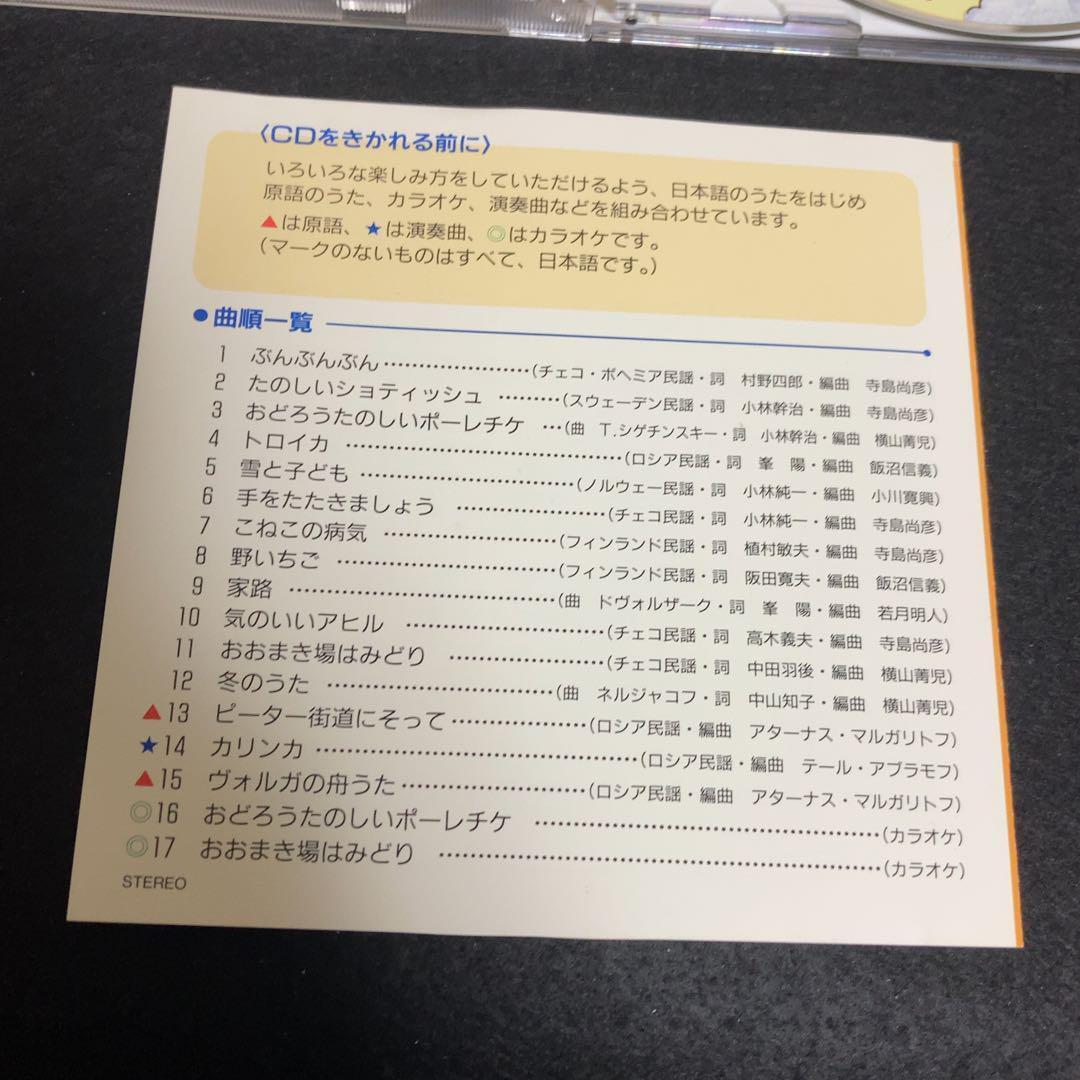 〈CDをきかれる前に〉
いろいろな楽しみ方をしていただけるよう、日本語のうたをはじめ
原語のうた、カラオケ、演奏曲などを組み合わせています。
▲は原語、★は演奏曲、◎はカラオケです。
(マークのないものはすべて、日本語です。)
●曲順一覧
1 ぶんぶんぶん……………………(チェコ・ボヘミア民謡・詞 村野四郎・編曲 寺島尚彦)
2 たのしいショティッシュ ………(スウェーデン民謡・詞 小林幹治・編曲 寺島尚彦)
3 おどろうたのしいポーレチケ …(曲 T.シゲチンスキー・詞 小林幹治・編曲 横山菁児)
4 トロイカ ……………………………………(ロシア民謡・詞 峯 陽・編曲 飯沼信義)
5 雪と子ども ……………………………(ノルウェー民謡・詞 小林純一・編曲 小川寛興)
6 手をたたきましょう ……………………(チェコ民謡・詞 小林純一・編曲 寺島尚彦)
7 こねこの病気 ………………………(フィンランド民謡・詞 植村敏夫・編曲 寺島尚彦)
8 野いちご ……………………………(フィンランド民謡・詞 阪田寛夫・編曲 飯沼信義)
9 家路 ……………………………………(曲 ドヴォルザーク・詞 峯 陽・編曲 若月明人)
10 気のいいアヒル …………………………(チェコ民謡・詞 高木義夫・編曲 寺島尚彦)
11 おおまき場はみどり ……………………(チェコ民謡・詞 中田羽後・編曲 横山菁児)
12 冬のうた ………………………………(曲 ネルジャコフ・詞 中山知子・編曲 横山菁児)
▲13 ピーター街道にそって…………………(ロシア民謡・編曲 アターナス・マルガリトフ)
★14 カリンカ……………………………………………(ロシア民謡・編曲 テール・アブラモフ)
▲15 ヴォルガの舟うた…………………………(ロシア民謡・編曲 アターナス・マルガリトフ)
◎16 おどろうたのしいポーレチケ ………………………………………………(カラオケ)
◎17 おおまき場はみどり ……………………………………………………………(カラオケ)
STEREO